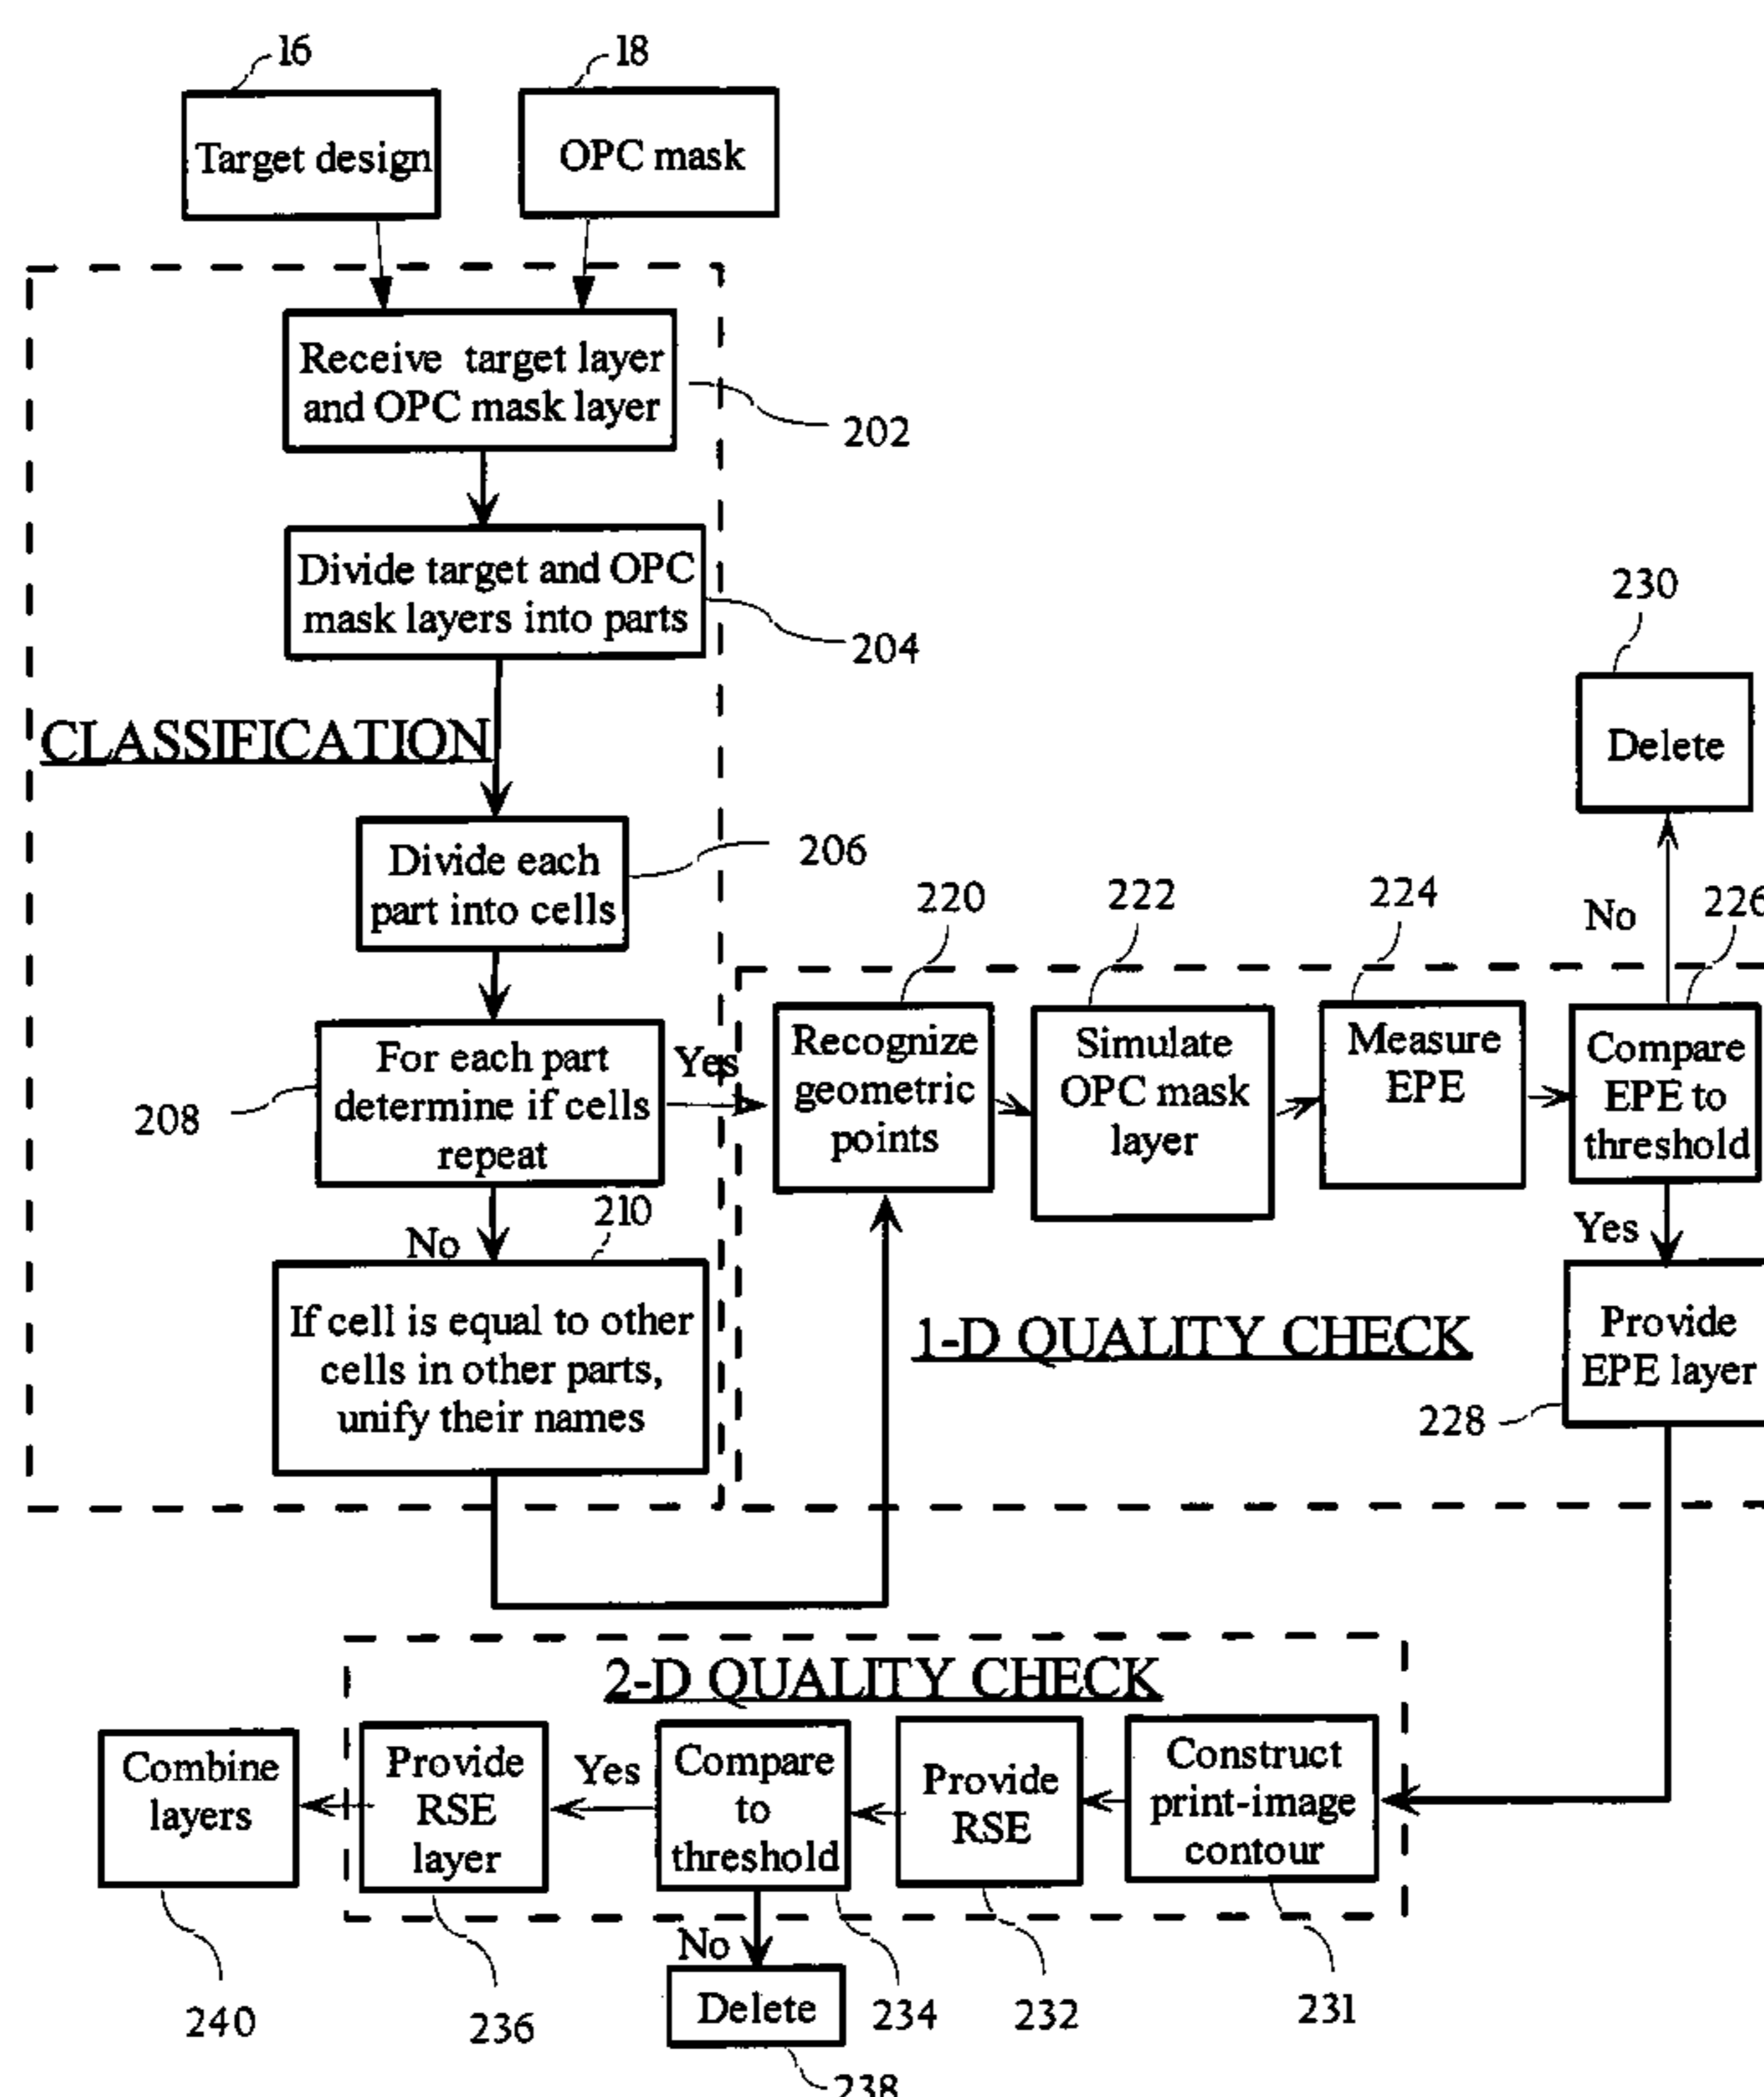 16
18
Target design
OPC mask
Receive target layer
and OPC mask layer
202
Divide target and OPC
mask layers into parts
204
CLASSIFICATION
Divide each
part into cells
206
For each part
determine if cells
repeat
208
Yes
No
210
If cell is equal to other
cells in other parts,
unify their names
220
Recognize
geometric
points
222
Simulate
OPC mask
layer
224
Measure
EPE
226
Compare
EPE to
threshold
No
230
Delete
Yes
Provide
EPE layer
228
1-D QUALITY CHECK
2-D QUALITY CHECK
Construct
print-image
contour
231
Provide
RSE
232
Compare
to
threshold
234
No
Delete
238
Yes
Provide
RSE
layer
236
Combine
layers
240